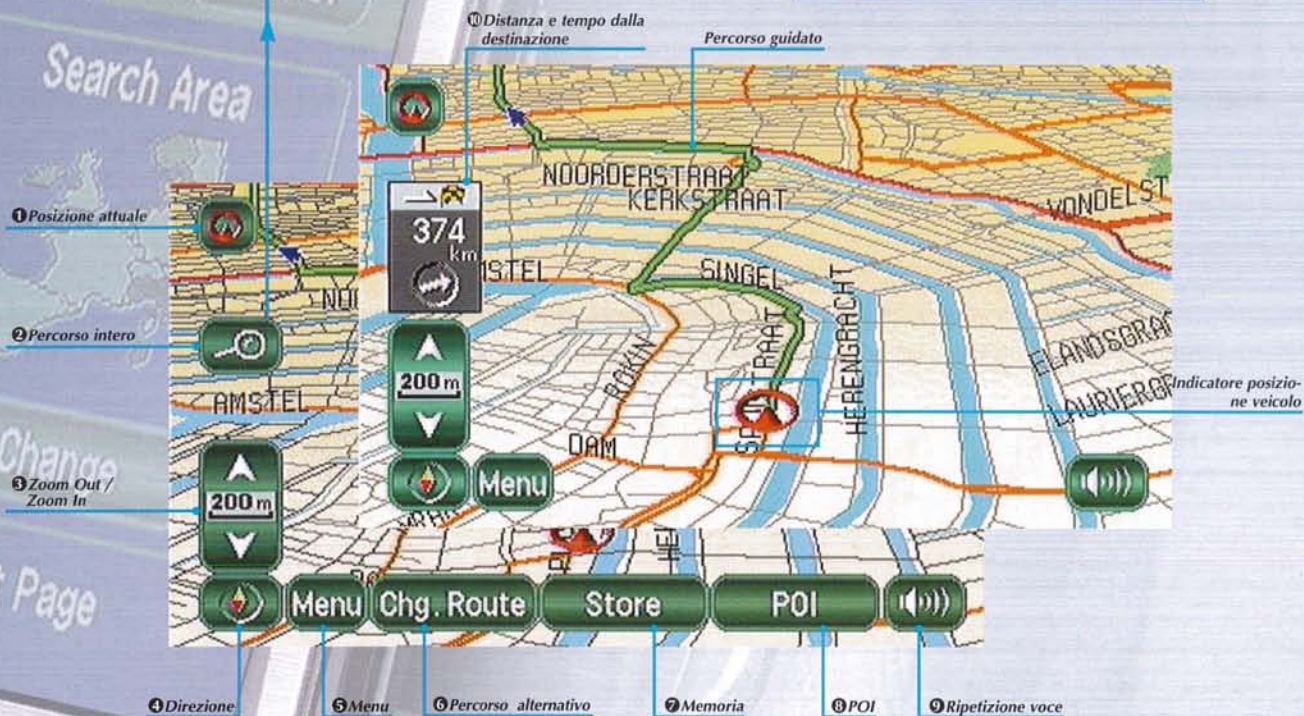 ❿Distanza e tempo dalla
destinazione
Percorso guidato
Search Area
❶Posizione attuale
❷Percorso intero
❸Zoom Out /
Zoom In
Change
Page
NOORDERSTRAAT
KERKSTRAAT
VONDELST
374
km
MSTEL
SINGEL
ROKIN
HERENGRACHT
ELANDSGRA
LAURIERGR
DAM
200 m
Menu
Indicatore posizio-
ne veicolo
AMSTEL
200 m
Menu
Chg. Route
Store
POI
❹Direzione
❺Menu
❻Percorso alternativo
❼Memoria
❽POI
❾Ripetizione voce